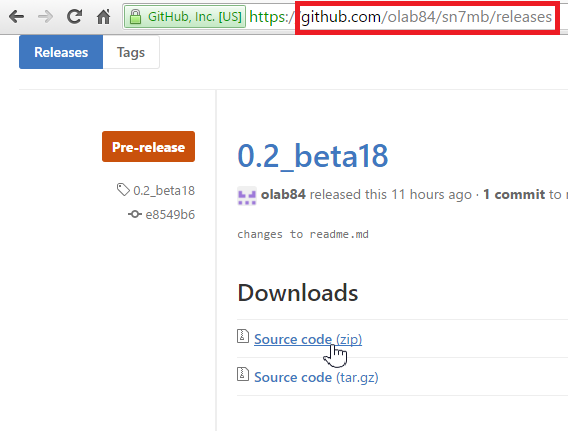 GitHub, Inc. [US] https://github.com/olab84/sn7mb/releases
Releases Tags
Pre-release
0.2_beta18
0.2_beta18
olab84 released this 11 hours ago · 1 commit to
e8549b6
changes to readme.md
Downloads
Source code (zip)
Source code (tar.gz)